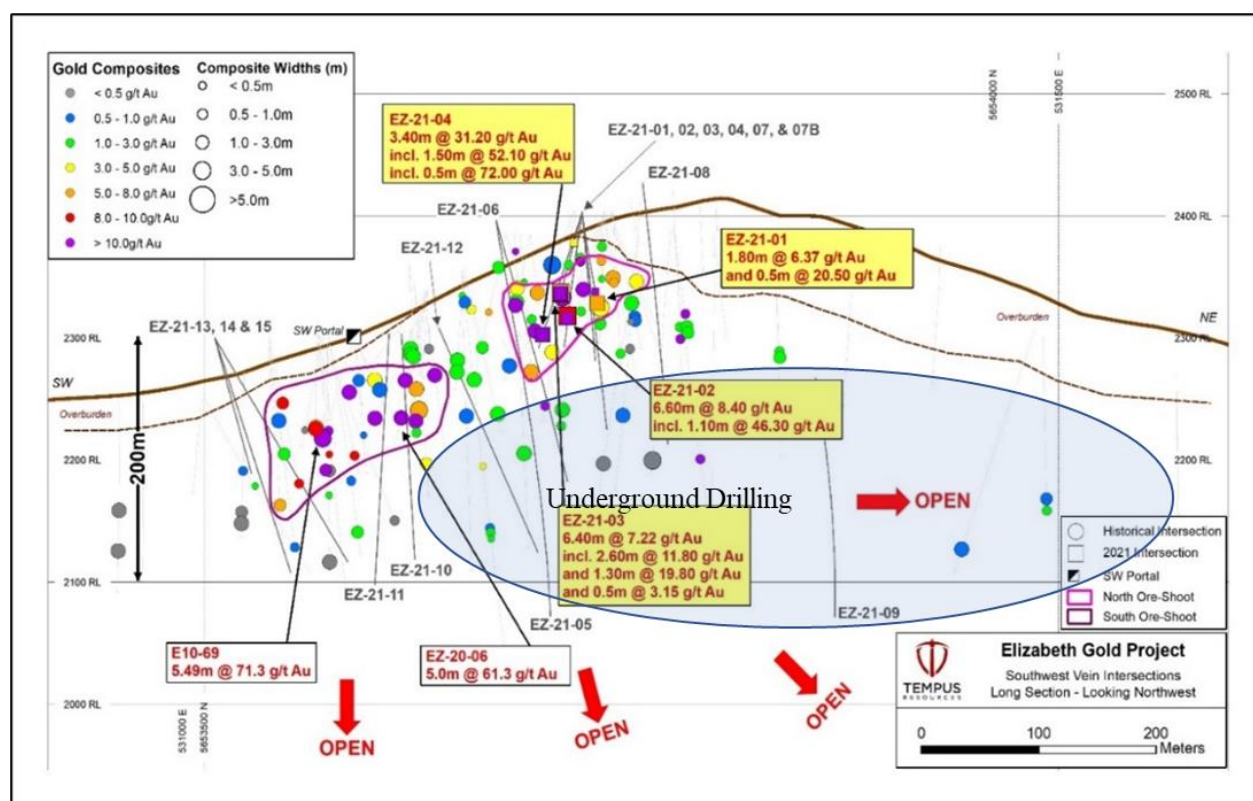 Gold Composites
< 0.5 g/t Au
0.5 - 1.0 g/t Au
1.0 - 3.0 g/t Au
3.0 - 5.0 g/t Au
5.0 - 8.0 g/t Au
8.0 - 10.0g/t Au
> 10.0g/t Au
Composite Widths (m)
< 0.5m
0.5 - 1.0m
1.0 - 3.0m
3.0 - 5.0m
>5.0m
EZ-21-04
3.40m @ 31.20 g/t Au
incl. 1.50m @ 52.10 g/t Au
incl. 0.5m @ 72.00 g/t Au
EZ-21-01, 02, 03, 04, 07, & 07B
EZ-21-08
5654000 N
531500 E
2500 RL
2400 RL
EZ-21-06
EZ-21-12
EZ-21-01
1.80m @ 6.37 g/t Au
and 0.5m @ 20.50 g/t Au
EZ-21-13, 14 & 15
SW Portal
2300 RL
Overburden
NE
2300 RL
SW
Overburden
EZ-21-02
6.60m @ 8.40 g/t Au
incl. 1.10m @ 46.30 g/t Au
200m
2200 RL
2200 RL
Underground Drilling
OPEN
EZ-21-03
6.40m @ 7.22 g/t Au
incl. 2.60m @ 11.80 g/t Au
and 1.30m @ 19.80 g/t Au
and 0.5m @ 3.15 g/t Au
Historical Intersection
2021 Intersection
SW Portal
North Ore-Shoot
South Ore-Shoot
2100 RL
2100 RL
EZ-21-10
EZ-21-11
EZ-21-05
EZ-21-09
E10-69
5.49m @ 71.3 g/t Au
EZ-20-06
5.0m @ 61.3 g/t Au
2000 RL
531000 E
5653500 N
OPEN
OPEN
OPEN
TEMPUS
RESOURCES
Elizabeth Gold Project
Southwest Vein Intersections
Long Section - Looking Northwest
0
100
200
Meters